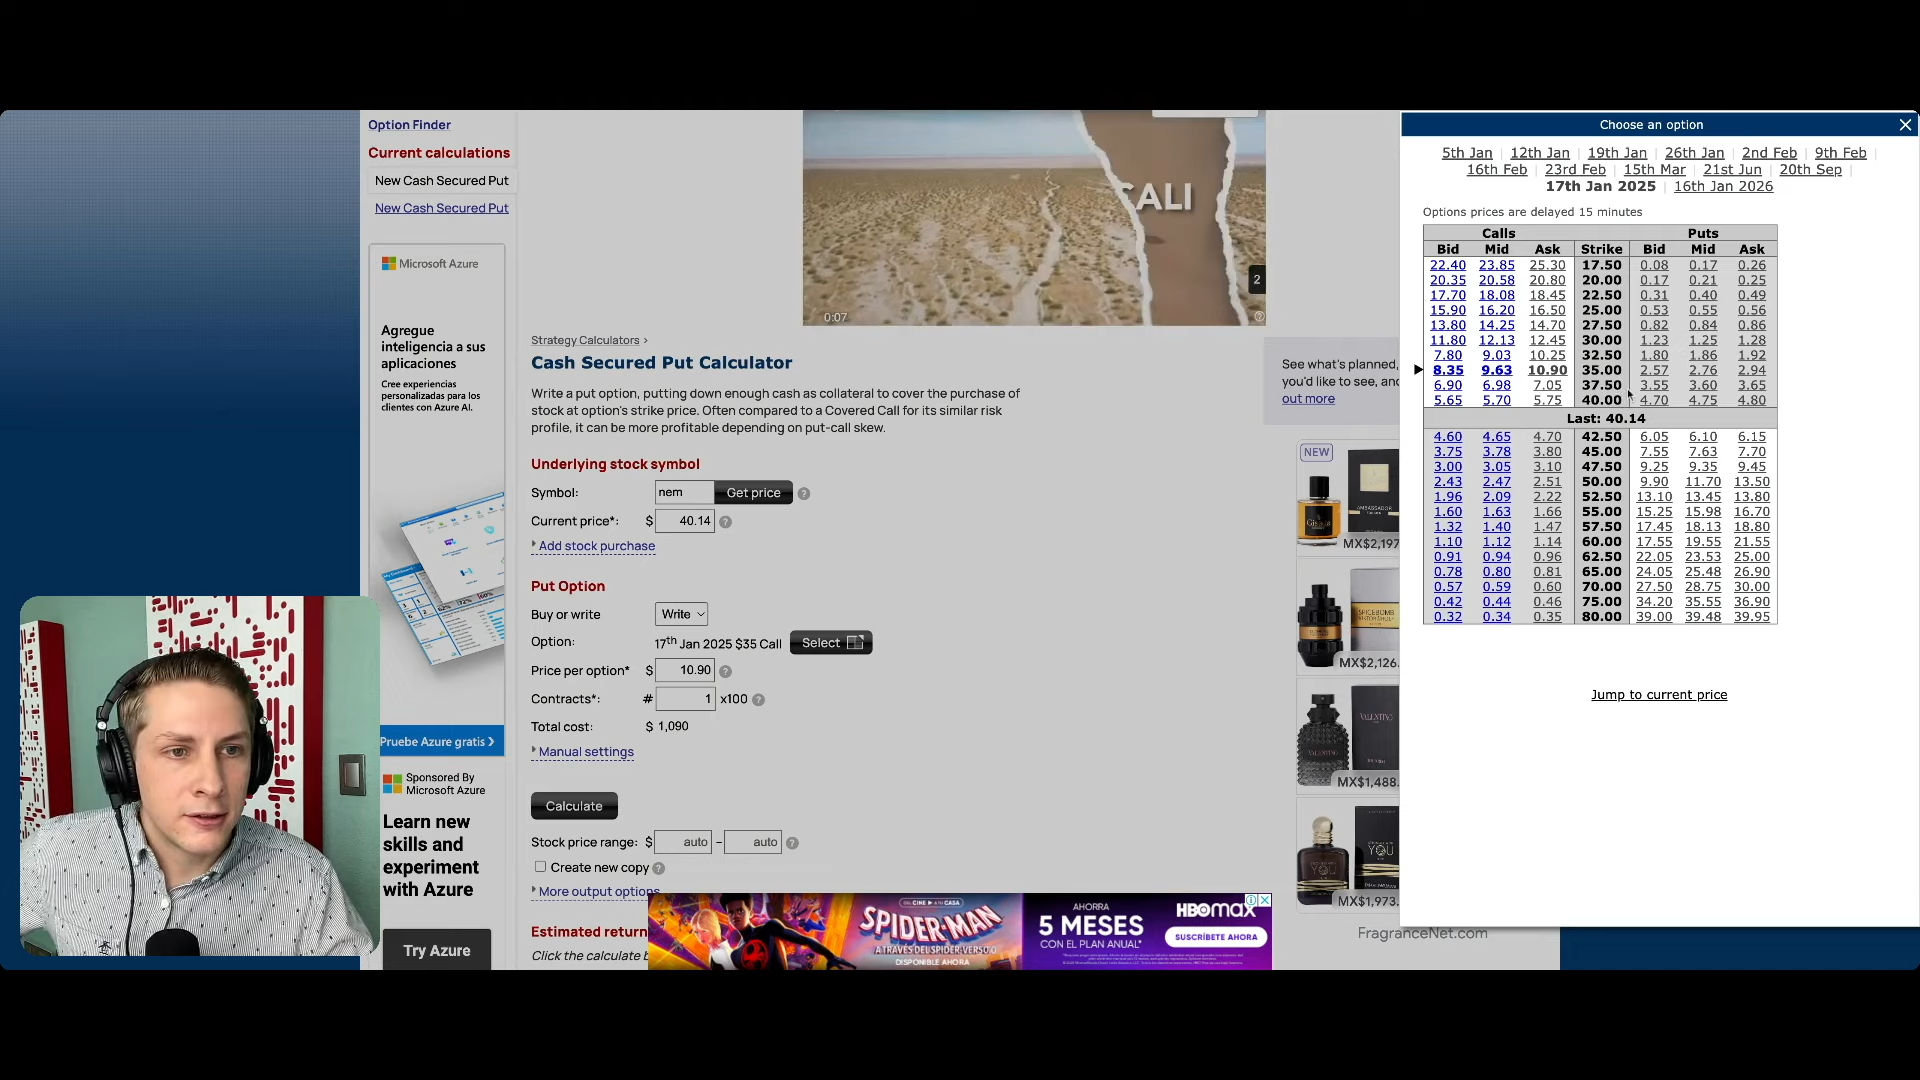 Option Finder
Current calculations
New Cash Secured Put
New Cash Secured Put
Microsoft Azure
Agregue
inteligencia a sus
aplicaciones
Cree experiencias
personalizadas para los
clientes con Azure AI.
Pruebe Azure gratis
Sponsored By
Microsoft Azure
Learn new
skills and
experiment
with Azure
Try Azure
CALI
2
0:07
Strategy Calculators >
Cash Secured Put Calculator
Write a put option, putting down enough cash as collateral to cover the purchase of
stock at option's strike price. Often compared to a Covered Call for its similar risk
profile, it can be more profitable depending on put-call skew.
Underlying stock symbol
Symbol: nem Get price ?
Current price*: $ 40.14 ?
Add stock purchase
Put Option
Buy or write Write
Option: 17th Jan 2025 $35 Call Select
Price per option* $ 10.90 ?
Contracts*: # 1 x100 ?
Total cost: $ 1,090
Manual settings
Calculate
Stock price range: $ auto – auto ?
Create new copy ?
More output options
Estimated return
Click the calculate b
SPIDER-MAN
A TRAVÉS DEL SPIDER-VERSO
DISPONIBLE AHORA
AHORA
5 MESES
CON EL PLAN ANUAL*
HBOmax
SUSCRÍBETE AHORA
See what's planned,
you'd like to see, and
out more
NEW
MX$2,197
MX$2,126.
MX$1,488.
MX$1,973.
FragranceNet.com
Choose an option
5th Jan | 12th Jan | 19th Jan | 26th Jan | 2nd Feb | 9th Feb |
16th Feb | 23rd Feb | 15th Mar | 21st Jun | 20th Sep |
17th Jan 2025 | 16th Jan 2026
Options prices are delayed 15 minutes
Calls Puts
Bid Mid Ask Strike Bid Mid Ask
22.40 23.85 25.30 17.50 0.08 0.17 0.26
20.35 20.58 20.80 20.00 0.17 0.21 0.25
17.70 18.08 18.45 22.50 0.31 0.40 0.49
15.90 16.20 16.50 25.00 0.53 0.55 0.56
13.80 14.25 14.70 27.50 0.82 0.84 0.86
11.80 12.13 12.45 30.00 1.23 1.25 1.28
7.80 9.03 10.25 32.50 1.80 1.86 1.92
8.35 9.63 10.90 35.00 2.57 2.76 2.94
6.90 6.98 7.05 37.50 3.55 3.60 3.65
5.65 5.70 5.75 40.00 4.70 4.75 4.80
Last: 40.14
4.60 4.65 4.70 42.50 6.05 6.10 6.15
3.75 3.78 3.80 45.00 7.55 7.63 7.70
3.00 3.05 3.10 47.50 9.25 9.35 9.45
2.43 2.47 2.51 50.00 9.90 11.70 13.50
1.96 2.09 2.22 52.50 13.10 13.45 13.80
1.60 1.63 1.66 55.00 15.25 15.98 16.70
1.32 1.40 1.47 57.50 17.45 18.13 18.80
1.10 1.12 1.14 60.00 17.55 19.55 21.55
0.91 0.94 0.96 62.50 22.05 23.53 25.00
0.78 0.80 0.81 65.00 24.05 25.48 26.90
0.57 0.59 0.60 70.00 27.50 28.75 30.00
0.42 0.44 0.46 75.00 34.20 35.55 36.90
0.32 0.34 0.35 80.00 39.00 39.48 39.95
Jump to current price